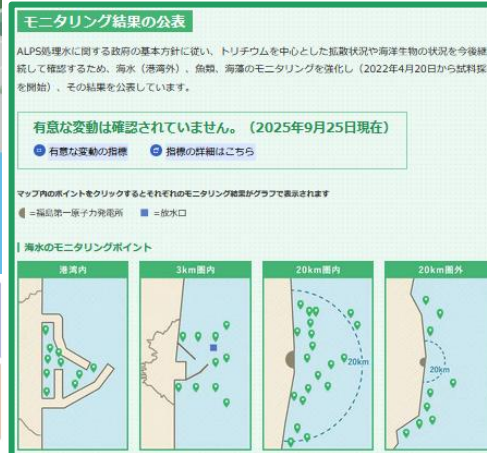 モニタリング結果の公表
ALPS処理水に関する政府の基本方針に従い、トリチウムを中心とした拡散状況や海洋生物の状況を今後継
続して確認するため、海水（港湾外）、魚類、海藻のモニタリングを強化し（2022年4月20日から試料採
を開始）、その結果を公表しています。
有意な変動は確認されていません。（2025年9月25日現在）
有意な変動の指標 指標の詳細はこちら
マップ内のポイントをクリックするとそれぞれのモニタリング結果がグラフで表示されます
=福島第一原子力発電所 =放水口
海水のモニタリングポイント
港湾内 3km圏内 20km圏内 20km圏外
20km 20km